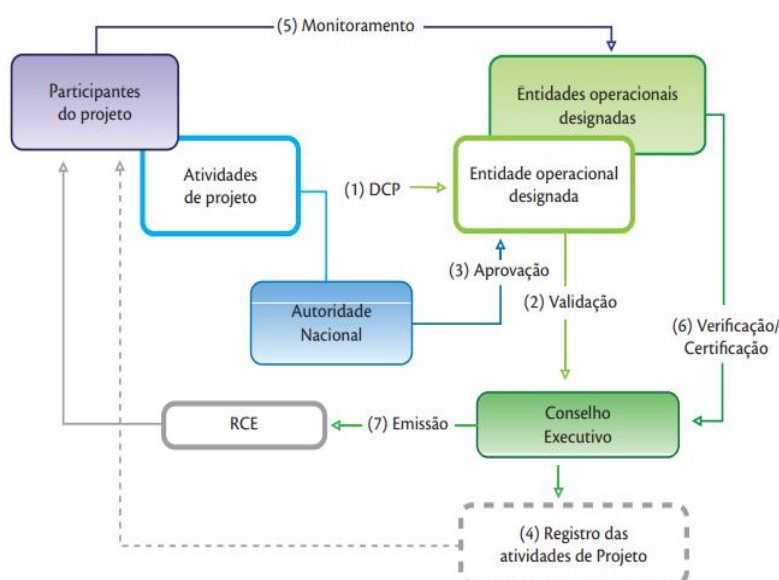 (5) Monitoramento
Participantes
do projeto
Entidades operacionais
designadas
Atividades
de projeto
(1) DCP
Entidade operacional
designada
(3) Aprovação
(2) Validação
Autoridade
Nacional
(6) Verificação/
Certificação
RCE
(7) Emissão
Conselho
Executivo
(4) Registro das
atividades de Projeto